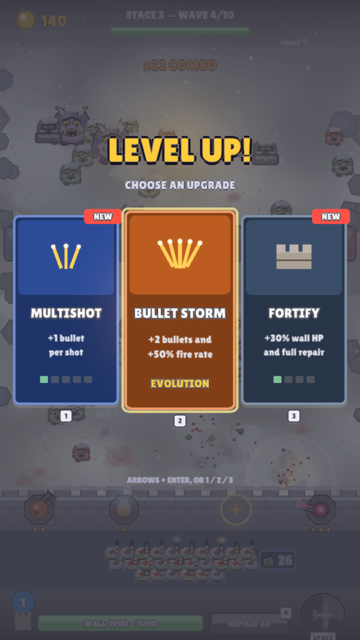 140
STAGE 3 - WAVE 4/10
x22 COMBO
LEVEL UP!
CHOOSE AN UPGRADE
NEW
MULTISHOT
+1 bullet
per shot
1
BULLET STORM
+2 bullets and
+50% fire rate
EVOLUTION
2
NEW
FORTIFY
+30% wall HP
and full repair
3
ARROWS + ENTER, OR 1 / 2 / 3
26
1
WALL 1000 / 1000